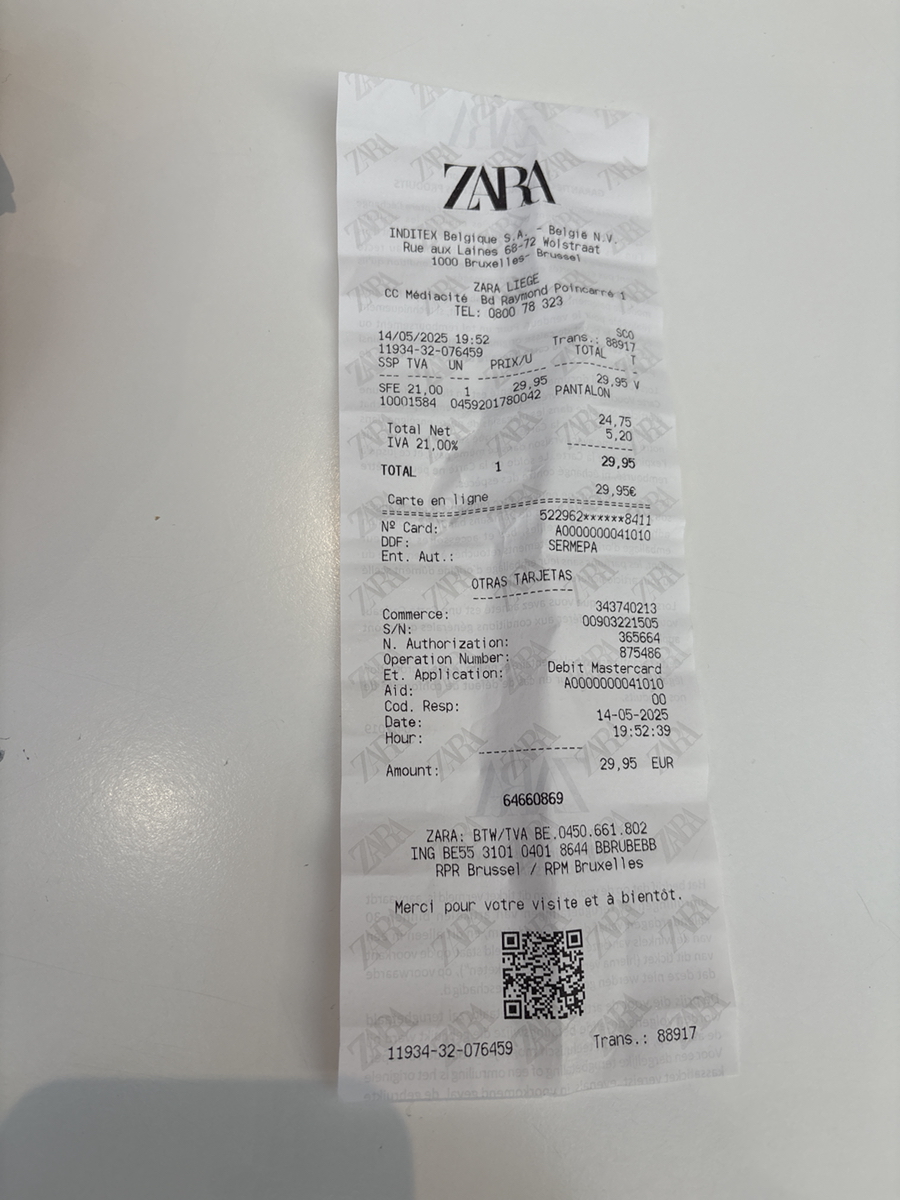 ZARA
INDITEX Belgique S.A. - België N.V.
Rue aux Laines 68-72 Wolstraat
1000 Bruxelles- Brussel
ZARA LIEGE
CC Médiacité Bd Raymond Poincarré 1
TEL: 0800 78 323
SCO
14/05/2025 19:52 Trans.: 88917
11934-32-076459 TOTAL T
SSP TVA UN PRIX/U
SFE 21,00 1 29,95 29,95 V
10001584 0459201780042 PANTALON
Total Net 24,75
IVA 21,00% 5,20
TOTAL 1 29,95
Carte en ligne 29,95€
Nº Card: 522962******8411
DDF: A0000000041010
Ent. Aut.: SERMEPA
OTRAS TARJETAS
Commerce: 343740213
S/N: 00903221505
N. Authorization: 365664
Operation Number: 875486
Et. Application: Debit Mastercard
Aid: A0000000041010
Cod. Resp: 00
Date: 14-05-2025
Hour: 19:52:39
Amount: 29,95 EUR
64660869
ZARA: BTW/TVA BE.0450.661.802
ING BE55 3101 0401 8644 BBRUBEBB
RPR Brussel / RPM Bruxelles
Merci pour votre visite et à bientôt.
11934-32-076459 Trans.: 88917